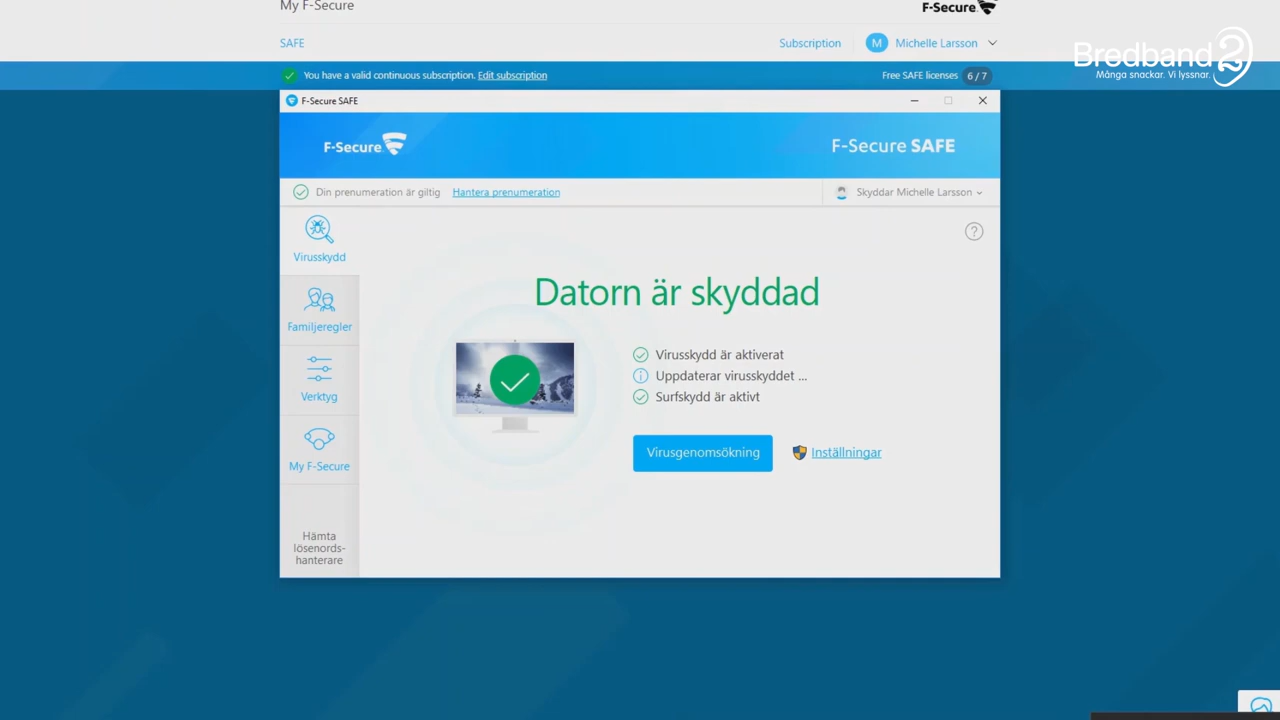 My F-Secure
F-Secure
SAFE
Subscription
M
Michelle Larsson
Bredband2
Många snackar. Vi lyssnar.
You have a valid continuous subscription. Edit subscription
Free SAFE licenses 6 / 7
F-Secure SAFE
F-Secure
F-Secure SAFE
Din prenumeration är giltig
Hantera prenumeration
Skyddar Michelle Larsson
?
Virusskydd
Familjeregler
Verktyg
My F-Secure
Hämta
lösenords-
hanterare
Datorn är skyddad
Virusskydd är aktiverat
Uppdaterar virusskyddet ...
Surfskydd är aktivt
Virusgenomsökning
Inställningar